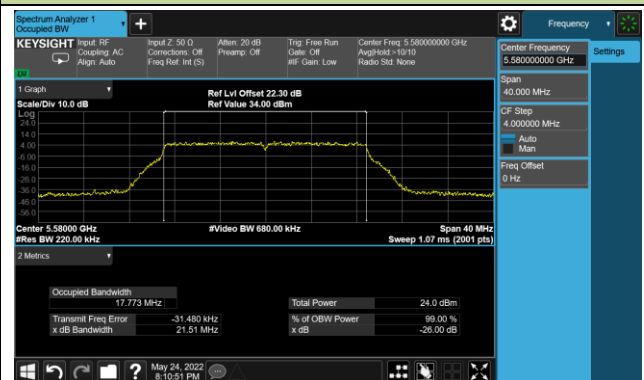 Spectrum Analyzer 1
Occupied BW
Frequency
KEYSIGHT
Input: RF
Coupling: AC
Align: Auto
Input Z: 50 Ω
Corrections: Off
Freq Ref: Int (S)
Atten: 20 dB
Preamp: Off
Trig: Free Run
Gate: Off
#IF Gain: Low
Center Freq: 5.580000000 GHz
Avg|Hold:>10/10
Radio Std: None
Center Frequency
5.580000000 GHz
Settings
Span
40.000 MHz
CF Step
4.000000 MHz
Auto
Man
Freq Offset
0 Hz
1 Graph
Scale/Div 10.0 dB
Ref Lvl Offset 22.30 dB
Ref Value 34.00 dBm
Log
24.0
14.0
4.00
-6.00
-16.0
-26.0
-36.0
-46.0
-56.0
Center 5.58000 GHz
#Video BW 680.00 kHz
Span 40 MHz
#Res BW 220.00 kHz
Sweep 1.07 ms (2001 pts)
2 Metrics
Occupied Bandwidth
17.773 MHz
Total Power 24.0 dBm
Transmit Freq Error -31.480 kHz
% of OBW Power 99.00 %
x dB Bandwidth 21.51 MHz
x dB -26.00 dB
May 24, 2022
8:10:51 PM